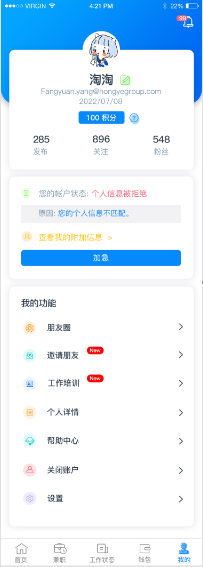 VIRGIN 4:21 PM 22%
淘淘
Fangyuan.yang@hongyegroup.com
2022/07/08
100 积分
285 896 548
发布 关注 粉丝
您的帐户状态: 个人信息被拒绝
原因: 您的个人信息不匹配。
查看我的附加信息 >
加急
我的功能
朋友圈
邀请朋友 New
工作培训 New
个人详情
帮助中心
关闭账户
设置
首页 兼职 工作状态 钱包 我的